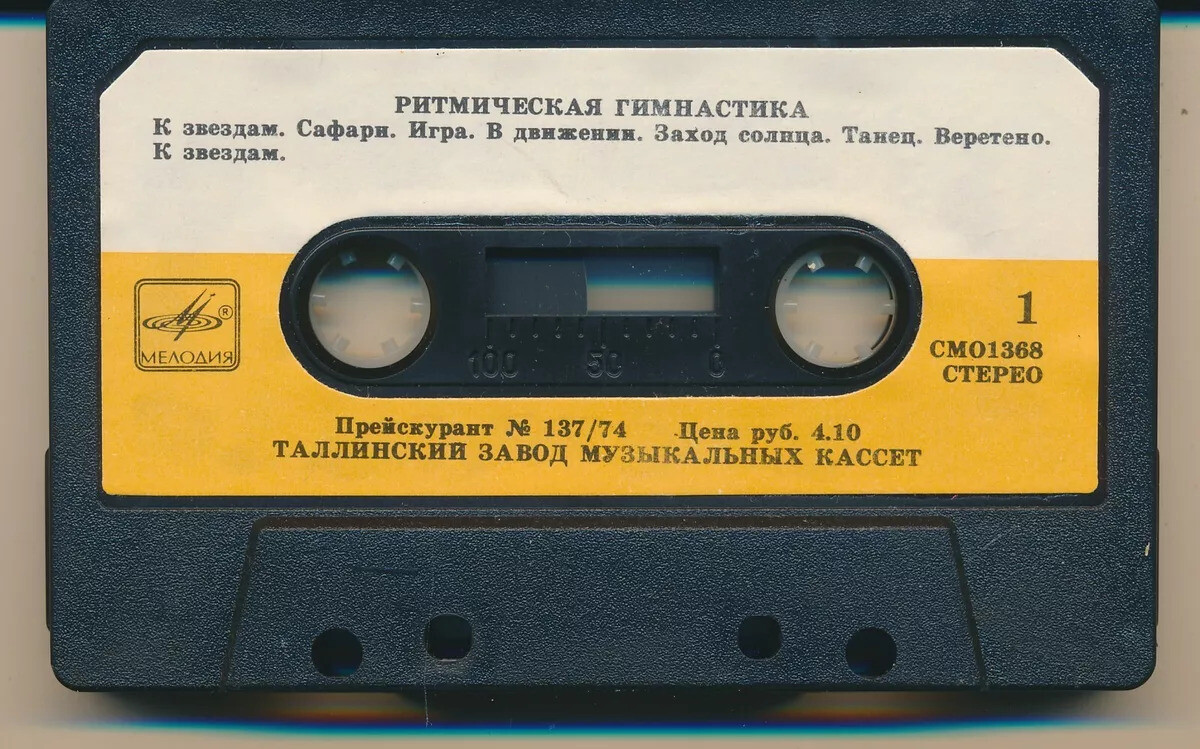 РИТМИЧЕСКАЯ ГИМНАСТИКА
К звездам. Сафари. Игра. В движении. Заход солнца. Танец. Веретено.
К звездам.
®
МЕЛОДИЯ
1
СМ01368
СТЕРЕО
100 50 0
Прейскурант № 137/74 Цена руб. 4.10
ТАЛЛИНСКИЙ ЗАВОД МУЗЫКАЛЬНЫХ КАССЕТ